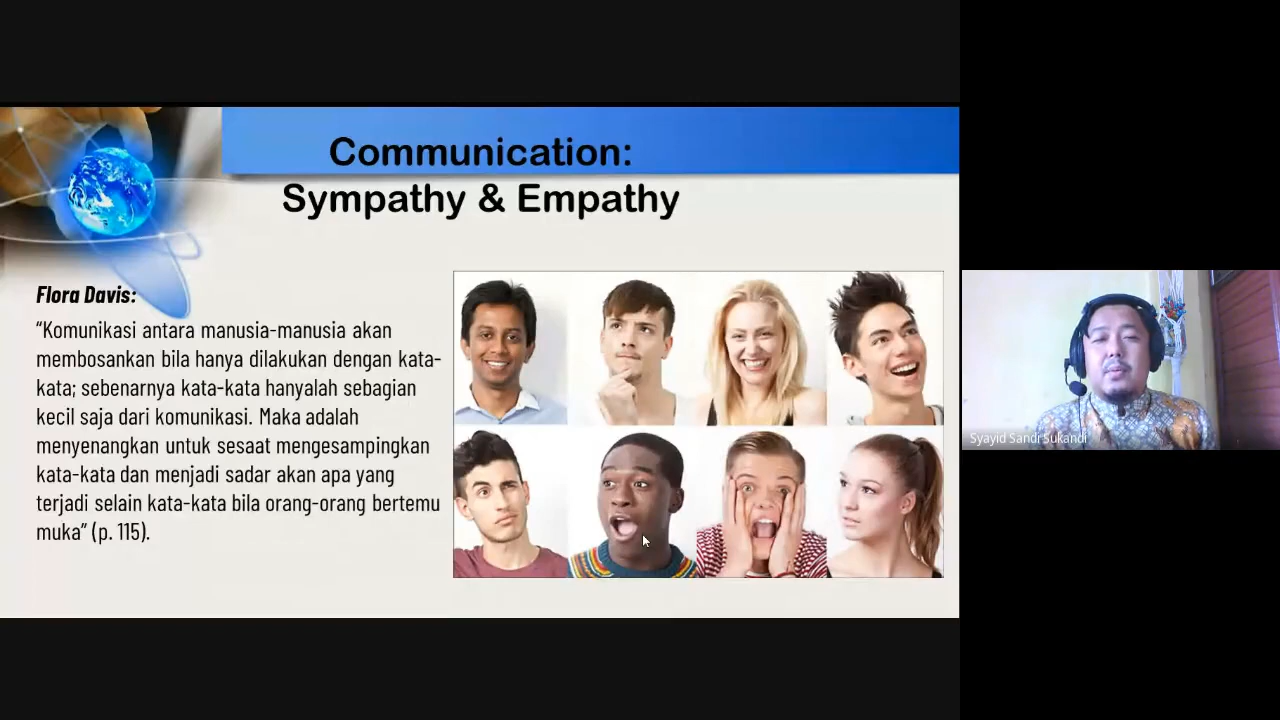 Communication:
Sympathy & Empathy
Flora Davis:
“Komunikasi antara manusia-manusia akan
membosankan bila hanya dilakukan dengan kata-
kata; sebenarnya kata-kata hanyalah sebagian
kecil saja dari komunikasi. Maka adalah
menyenangkan untuk sesaat mengesampingkan
kata-kata dan menjadi sadar akan apa yang
terjadi selain kata-kata bila orang-orang bertemu
muka” (p. 115).
Syayid Sandi Sukandi